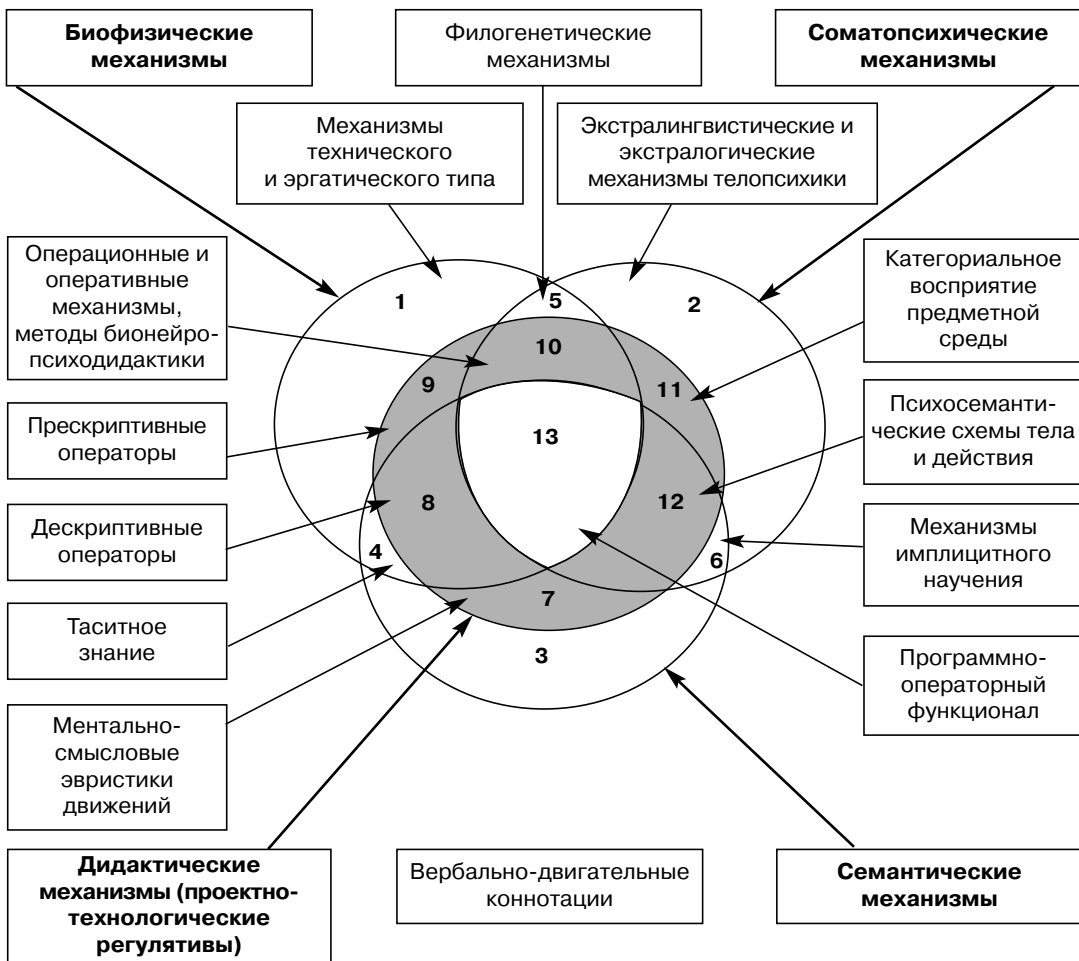 Биофизические
механизмы
Филогенетические
механизмы
Соматопсихические
механизмы
Механизмы
технического
и эргатического типа
Экстралингвистические и
экстралогические
механизмы телопсихики
Операционные и
оперативные
механизмы,
методы бионейро-
психодидактики
Категориальное
восприятие
предметной
среды
Прескриптивные
операторы
Психосеманти-
ческие схемы тела
и действия
Дескриптивные
операторы
Механизмы
имплицитного
научения
Таситное
знание
Программно-
операторный
функционал
Ментально-
смысловые
эвристики
движений
Дидактические
механизмы (проектно-
технологические
регулятивы)
Вербально-двигательные
коннотации
Семантические
механизмы
1
5
2
10
9
11
13
8
12
4
6
7
3